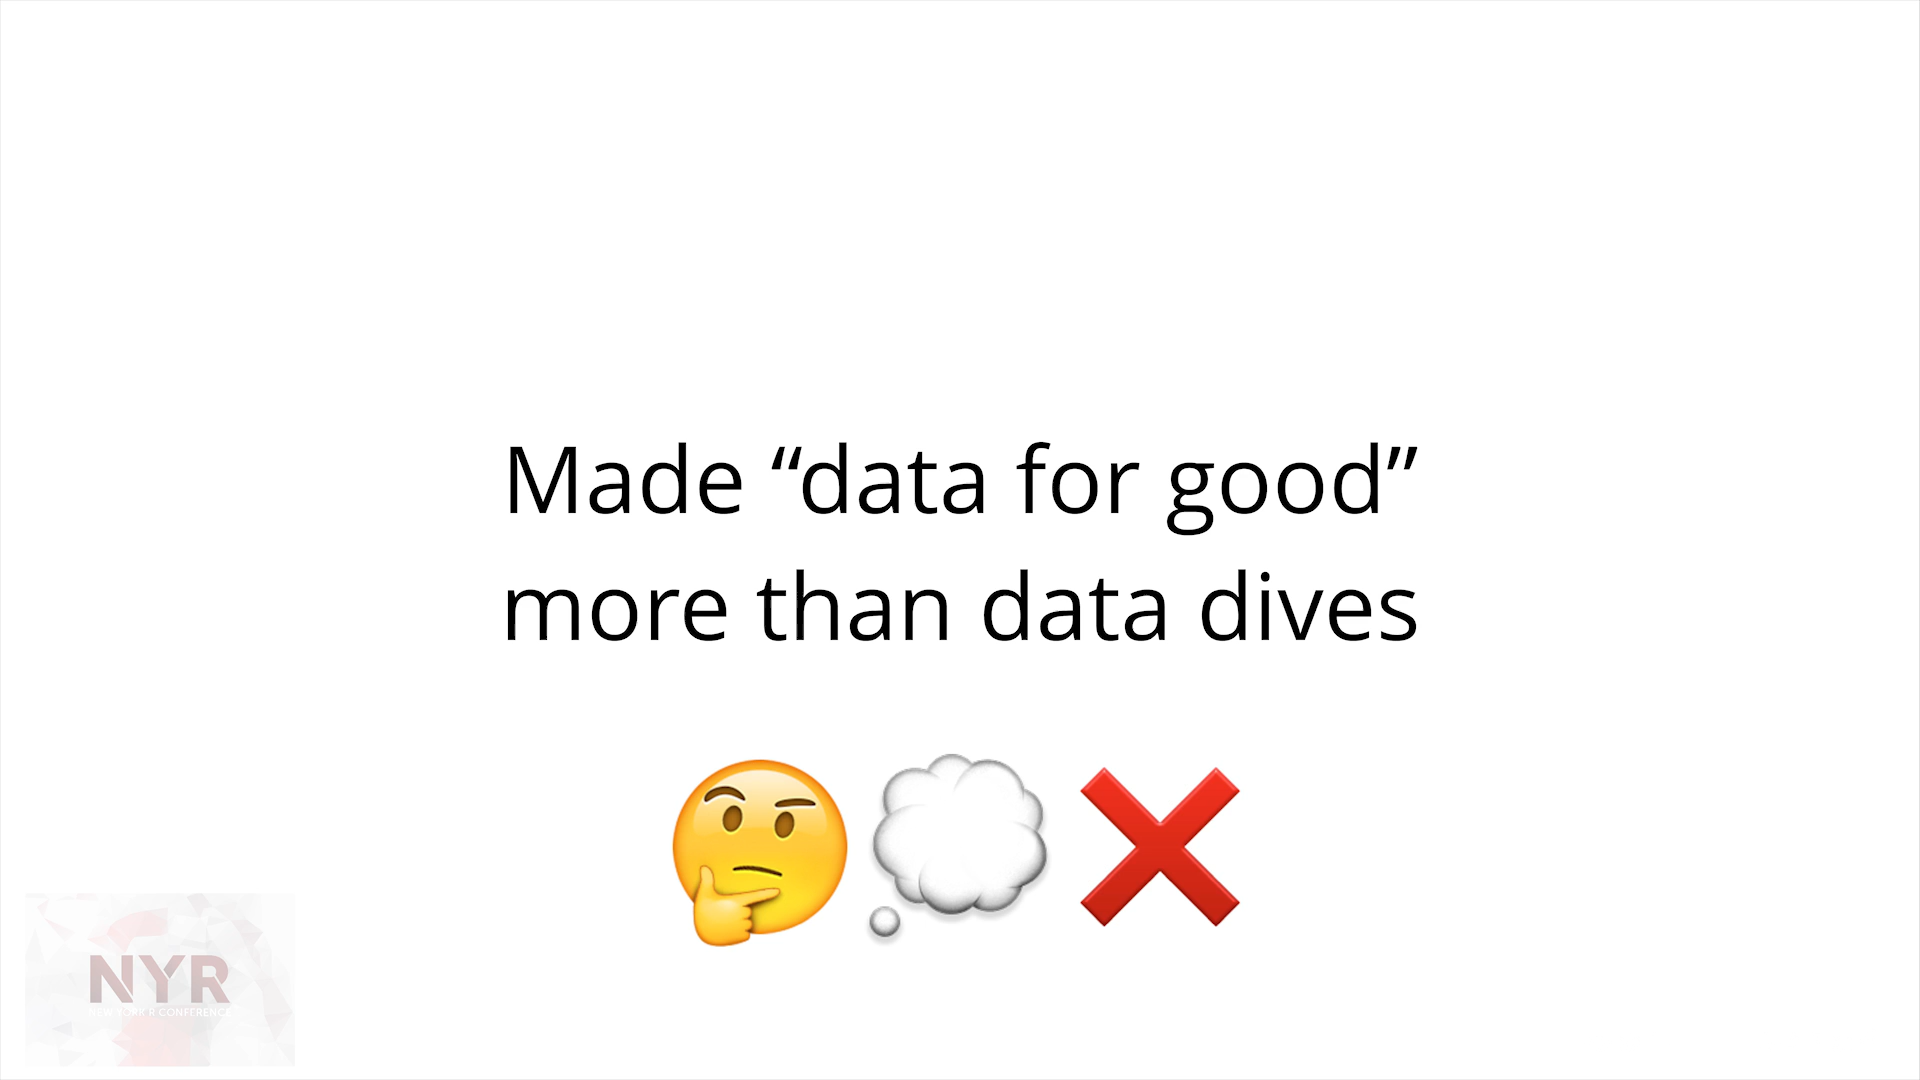 Made “data for good”
more than data dives
NYR
NEW YORK R CONFERENCE